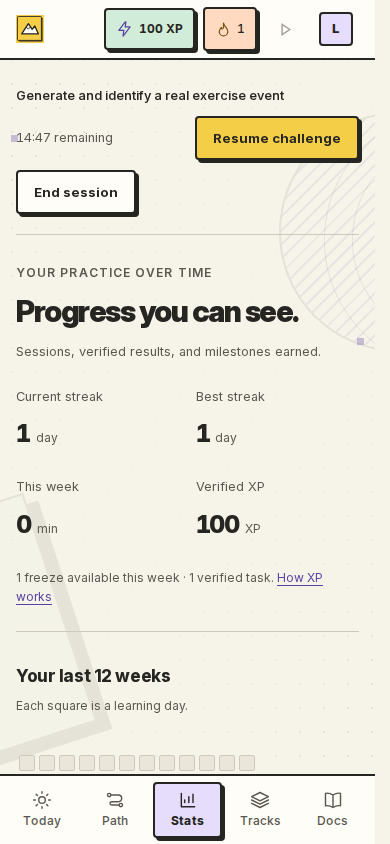 100 XP
1
L
Generate and identify a real exercise event
14:47 remaining
Resume challenge
End session
YOUR PRACTICE OVER TIME
Progress you can see.
Sessions, verified results, and milestones earned.
Current streak
Best streak
1 day
1 day
This week
Verified XP
0 min
100 XP
1 freeze available this week · 1 verified task. How XP
works
Your last 12 weeks
Each square is a learning day.
Today
Path
Stats
Tracks
Docs